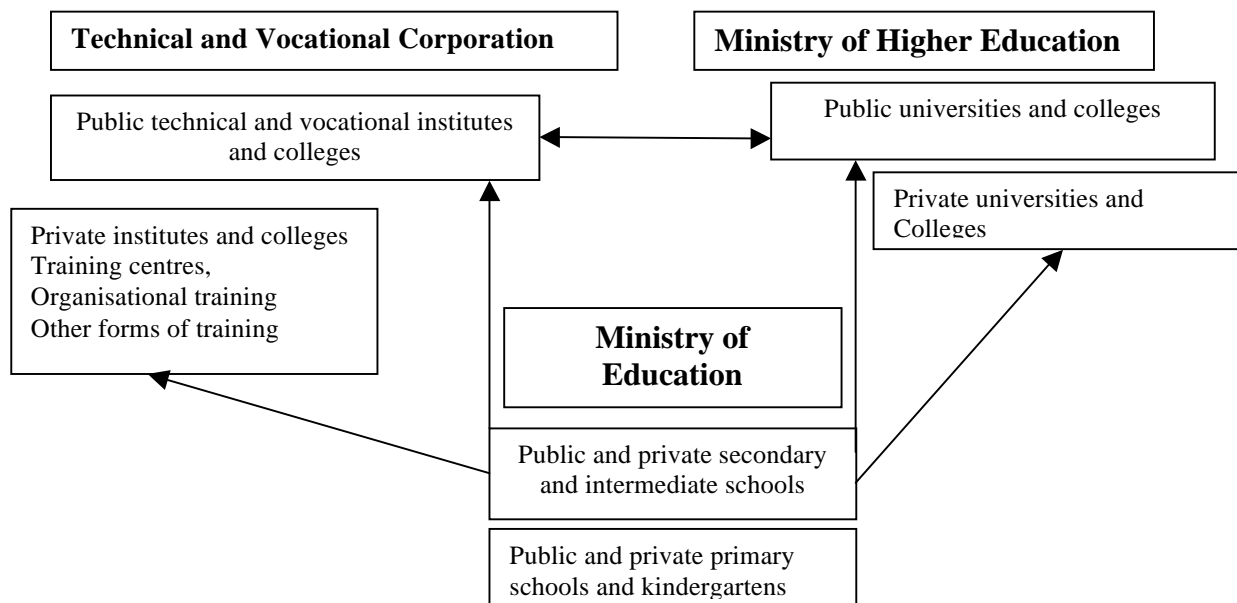 Technical and Vocational Corporation
Ministry of Higher Education
Public technical and vocational institutes
and colleges
Public universities and colleges
Private universities and
Colleges
Private institutes and colleges
Training centres,
Organisational training
Other forms of training
Ministry of
Education
Public and private secondary
and intermediate schools
Public and private primary
schools and kindergartens